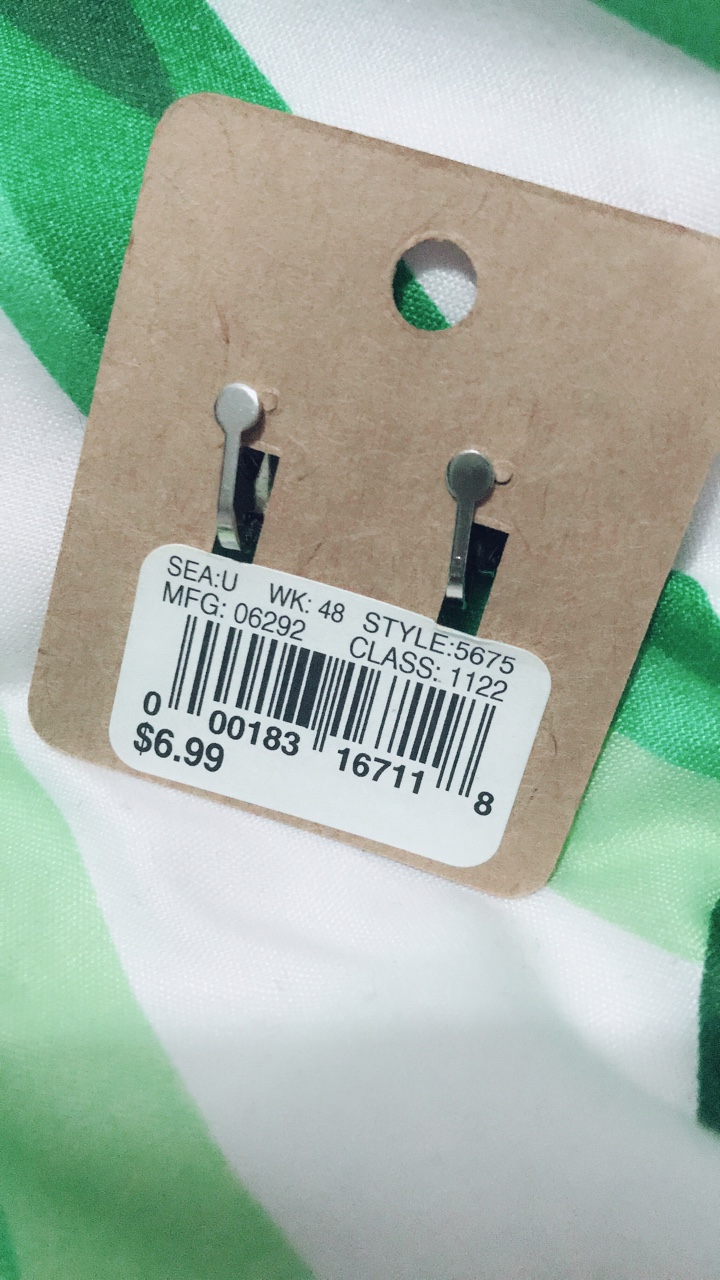 SEA:U WK: 48 STYLE:5675
MFG: 06292 CLASS: 1122
0 00183 16711 8
$6.99